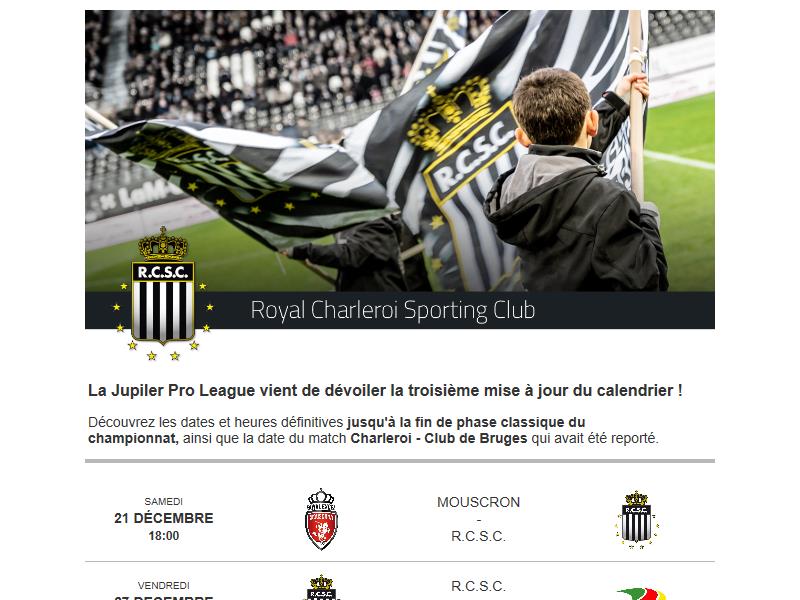 R.C.S.C.
R.C.S.C.
Royal Charleroi Sporting Club
La Jupiler Pro League vient de dévoiler la troisième mise à jour du calendrier !
Découvrez les dates et heures définitives jusqu'à la fin de phase classique du
championnat, ainsi que la date du match Charleroi - Club de Bruges qui avait été reporté.
SAMEDI
21 DÉCEMBRE
18:00
MOUSCRON
-
R.C.S.C.
R.C.S.C.
VENDREDI
27 DÉCEMBRE
R.C.S.C.
R.C.S.C.